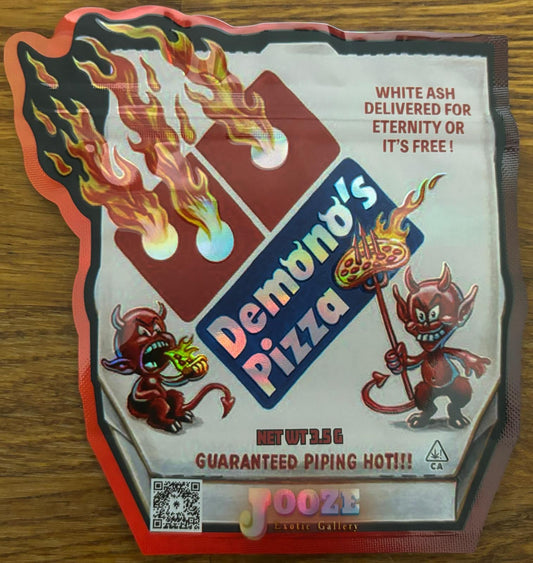 WHITE ASH
DELIVERED FOR
ETERNITY OR
IT'S FREE !
Demono's
Pizza
NET WT 3.5 G
GUARANTEED PIPING HOT!!!
CA
JOOZE
Exotic Gallery